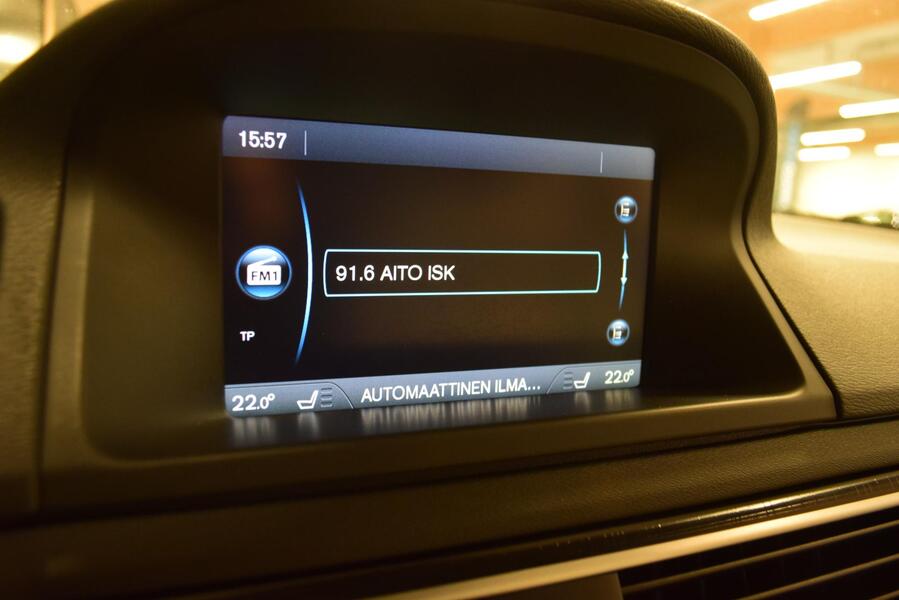 15:57
FM1
91.6 AITO ISK
TP
22.0° AUTOMAATTINEN ILMA... 22.0°